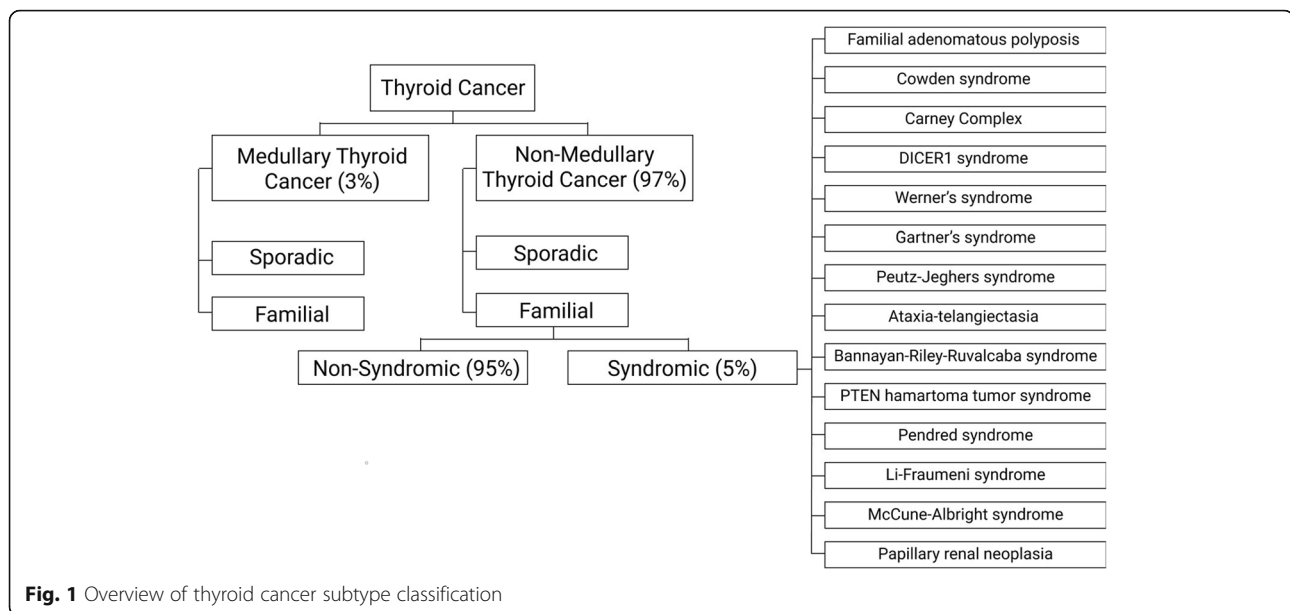 Thyroid Cancer
Medullary Thyroid
Cancer (3%)
Non-Medullary
Thyroid Cancer (97%)
Sporadic
Familial
Sporadic
Familial
Non-Syndromic (95%)
Syndromic (5%)
Familial adenomatous polyposis
Cowden syndrome
Carney Complex
DICER1 syndrome
Werner's syndrome
Gartner's syndrome
Peutz-Jeghers syndrome
Ataxia-telangiectasia
Bannayan-Riley-Ruvalcaba syndrome
PTEN hamartoma tumor syndrome
Pendred syndrome
Li-Fraumeni syndrome
McCune-Albright syndrome
Papillary renal neoplasia
Fig. 1 Overview of thyroid cancer subtype classification